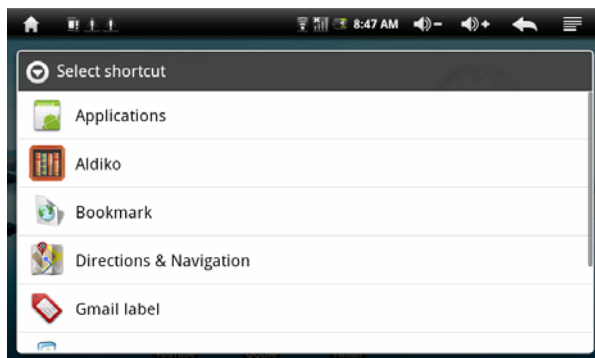 8:47 AM
Select shortcut
Applications
Aldiko
Bookmark
Directions & Navigation
Gmail label